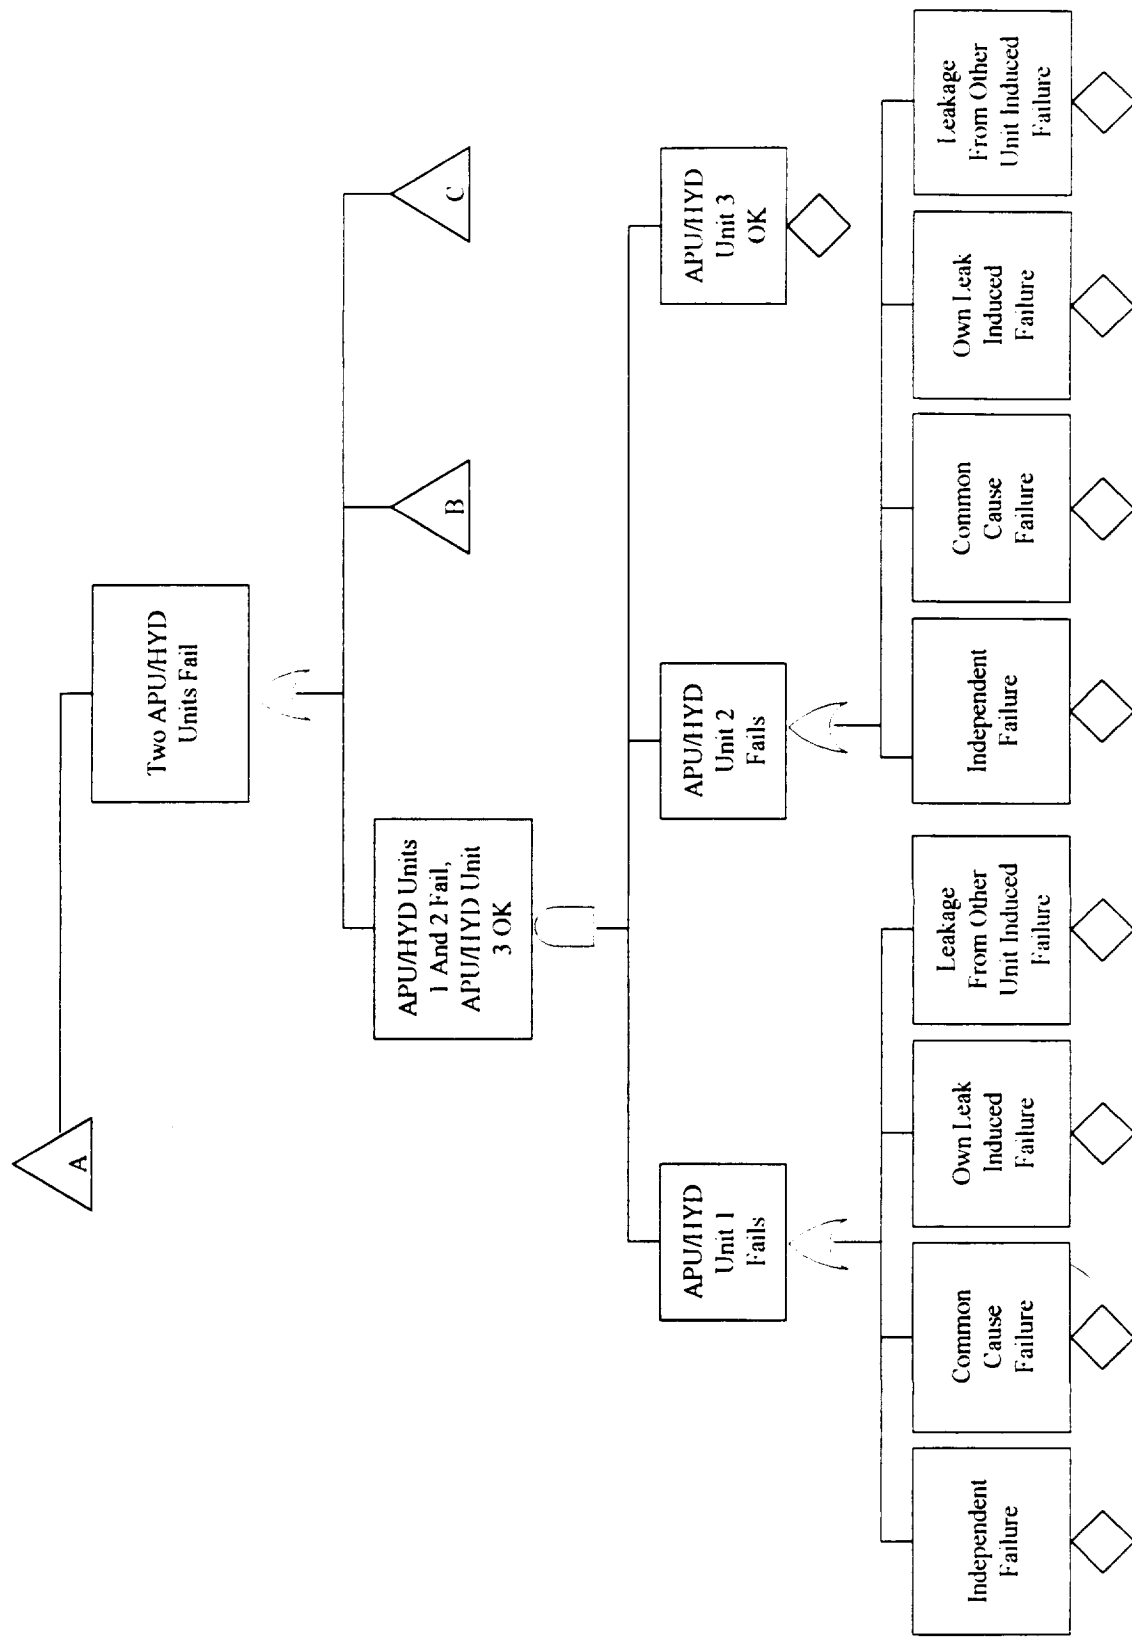 A
Two APU/HYD
Units Fail
APU/HYD Units
1 And 2 Fail,
APU/HYD Unit
3 OK
B
C
APU/HYD
Unit 1
Fails
APU/HYD
Unit 2
Fails
APU/HYD
Unit 3
OK
Independent
Failure
Common
Cause
Failure
Own Leak
Induced
Failure
Leakage
From Other
Unit Induced
Failure
Independent
Failure
Common
Cause
Failure
Own Leak
Induced
Failure
Leakage
From Other
Unit Induced
Failure